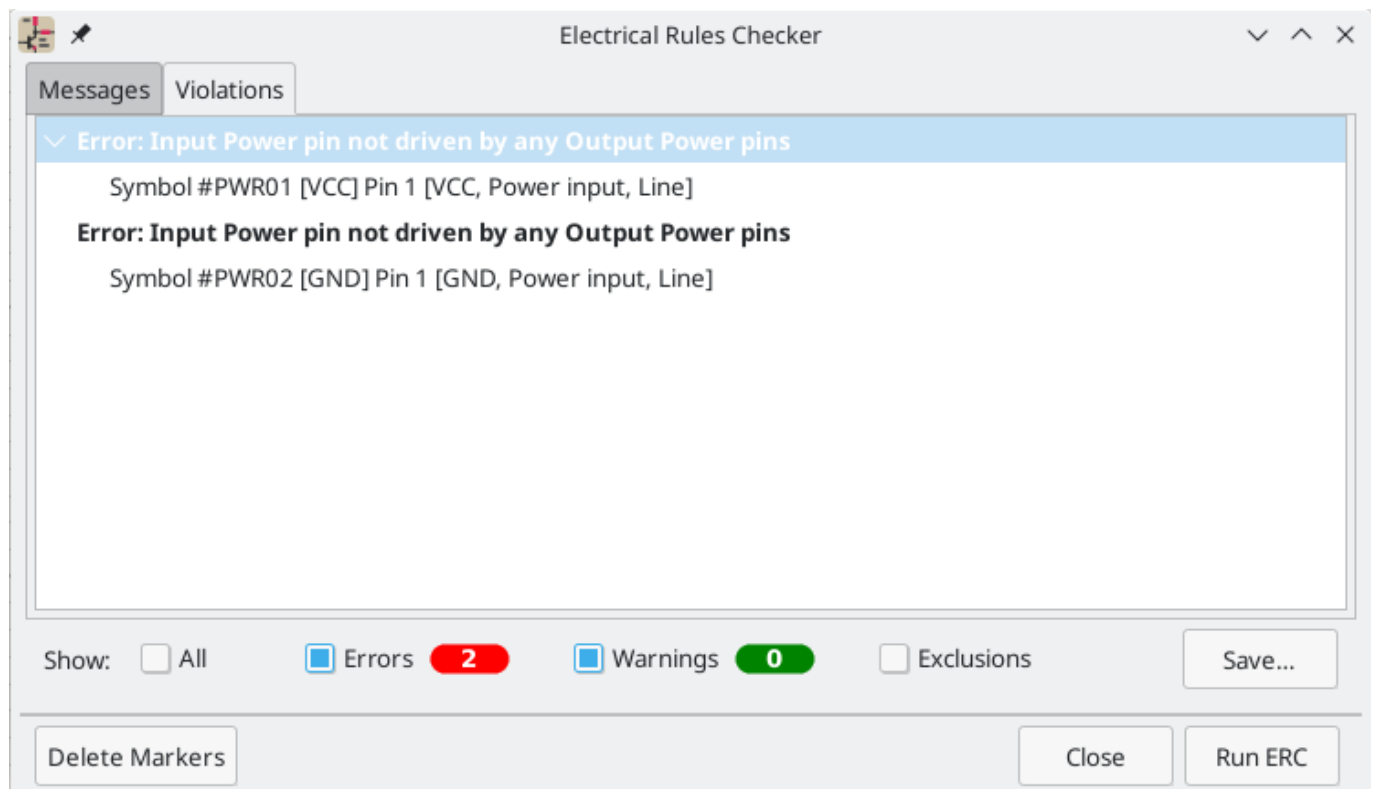 Electrical Rules Checker
Messages Violations
Error: Input Power pin not driven by any Output Power pins
Symbol #PWR01 [VCC] Pin 1 [VCC, Power input, Line]
Error: Input Power pin not driven by any Output Power pins
Symbol #PWR02 [GND] Pin 1 [GND, Power input, Line]
Show: All Errors 2 Warnings 0 Exclusions Save...
Delete Markers Close Run ERC